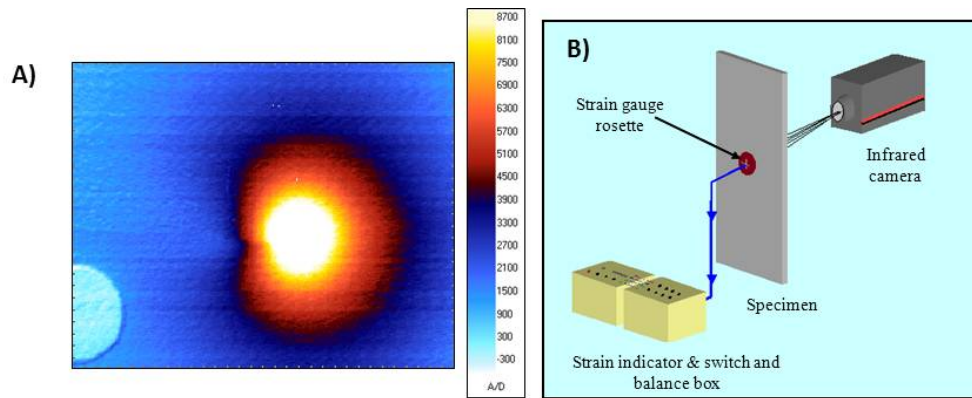 A)
8700
8100
7500
6900
6300
5700
5100
4500
3900
3300
2700
2100
1500
900
300
-300
A/D
B)
Strain gauge
rosette
Infrared
camera
Specimen
Strain indicator & switch and
balance box